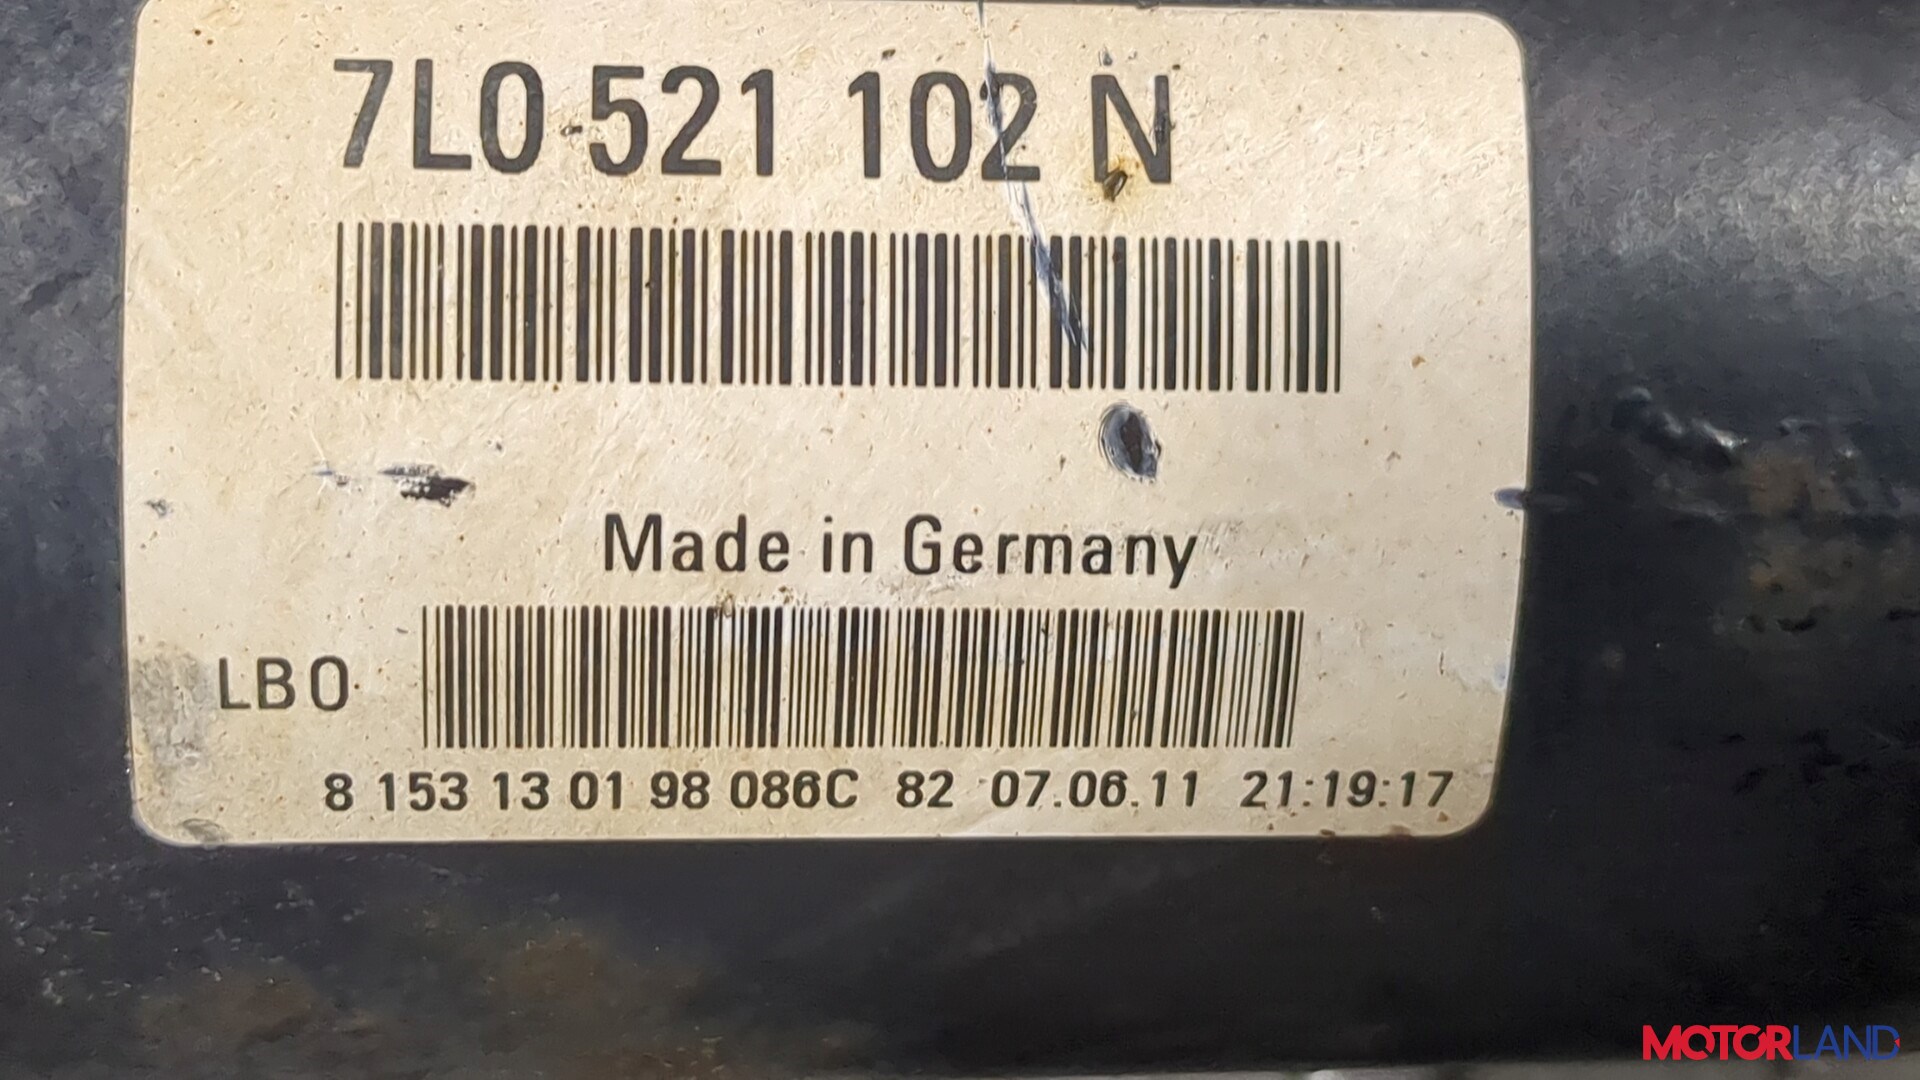 7L0 521 102 N
Made in Germany
LB0
8 153 13 01 98 086C 82 07.06.11 21:19:17
MOTORLAND